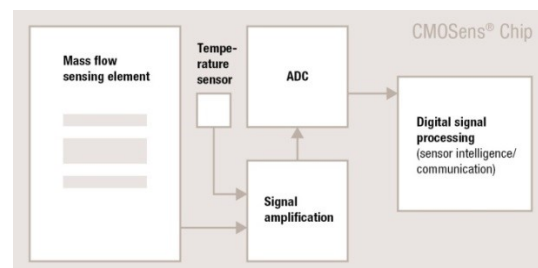 CMOSens® Chip
Mass flow
sensing element
Tempe-
rature
sensor
ADC
Digital signal
processing
(sensor intelligence/
communication)
Signal
amplification